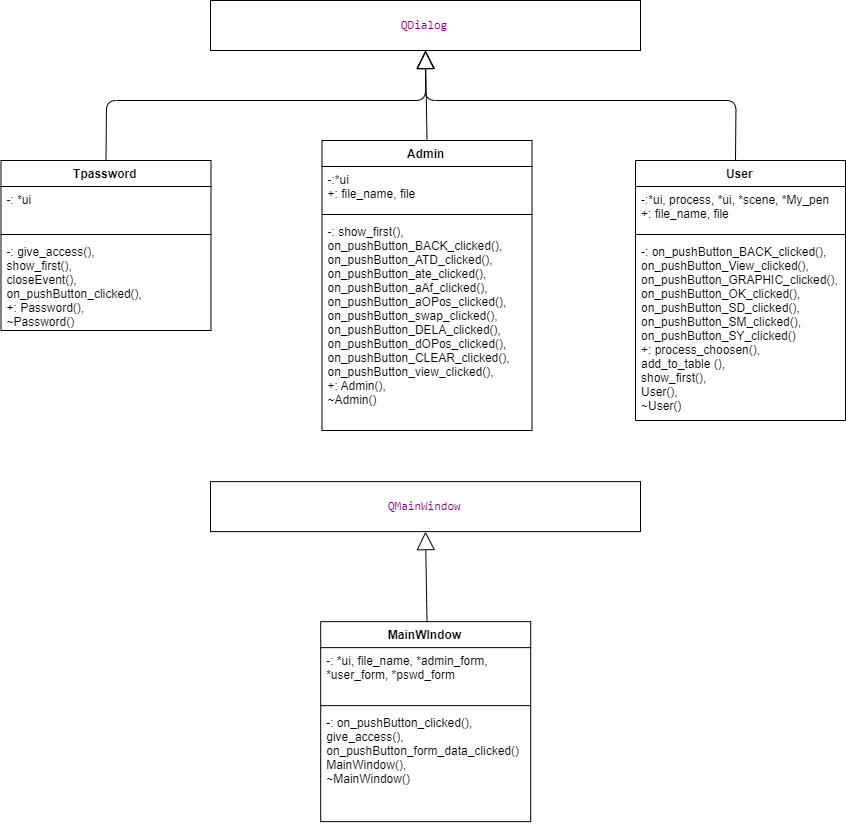 QDialog
Tpassword
-: *ui
-: give_access(),
show_first(),
closeEvent(),
on_pushButton_clicked(),
+: Password(),
~Password()
Admin
-:*ui
+: file_name, file
-: show_first(),
on_pushButton_BACK_clicked(),
on_pushButton_ATD_clicked(),
on_pushButton_ate_clicked(),
on_pushButton_aAf_clicked(),
on_pushButton_aOPos_clicked(),
on_pushButton_swap_clicked(),
on_pushButton_DELA_clicked(),
on_pushButton_dOPos_clicked(),
on_pushButton_CLEAR_clicked(),
on_pushButton_view_clicked(),
+: Admin(),
~Admin()
User
-:*ui, process, *ui, *scene, *My_pen
+: file_name, file
-: on_pushButton_BACK_clicked(),
on_pushButton_View_clicked(),
on_pushButton_GRAPHIC_clicked(),
on_pushButton_OK_clicked(),
on_pushButton_SD_clicked(),
on_pushButton_SM_clicked(),
on_pushButton_SY_clicked()
+: process_choosen(),
add_to_table (),
show_first(),
User(),
~User()
QMainWindow
MainWIndow
-: *ui, file_name, *admin_form,
*user_form, *pswd_form
-: on_pushButton_clicked(),
give_access(),
on_pushButton_form_data_clicked()
MainWindow(),
~MainWindow()